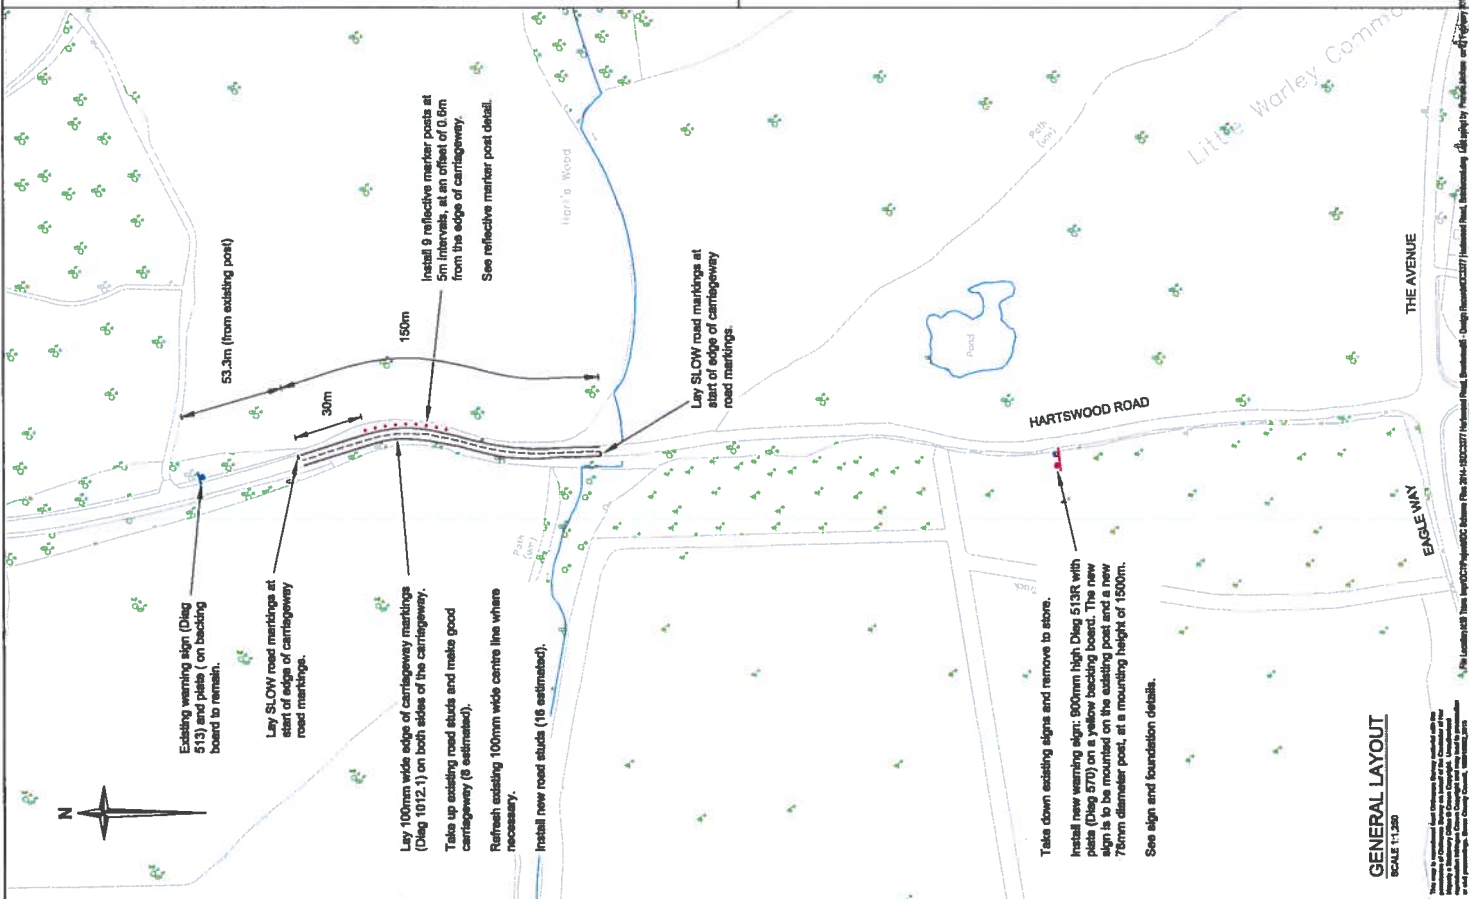 N
Existing warning sign (Diag
513) and plate ( on backing
board to remain.
Lay SLOW road markings at
start of edge of carriageway
road markings.
Lay 100mm wide edge of carriageway markings
(Diag 1012.1) on both sides of the carriageway.
Take up existing road studs and make good
carriageway (8 estimated).
Refresh existing 100mm wide centre line where
necessary.
Install new road studs (16 estimated).
53.3m (from existing post)
30m
150m
Install 9 reflective marker posts at
5m intervals, at an offset of 0.6m
from the edge of carriageway.
See reflective marker post detail.
Hart's Wood
Lay SLOW road markings at
start of edge of carriageway
road markings.
Path
(um)
Path
(um)
Pond
Little Warley Commo
HARTSWOOD ROAD
THE AVENUE
EAGLE WAY
Take down existing signs and remove to store.
Install new warning sign: 900mm high Diag 513R with
plate (Diag 570) on a yellow backing board. The new
sign is to be mounted on the existing post and a new
76mm diameter post, at a mounting height of 1500m.
See sign and foundation details.
GENERAL LAYOUT
SCALE 1:1,250